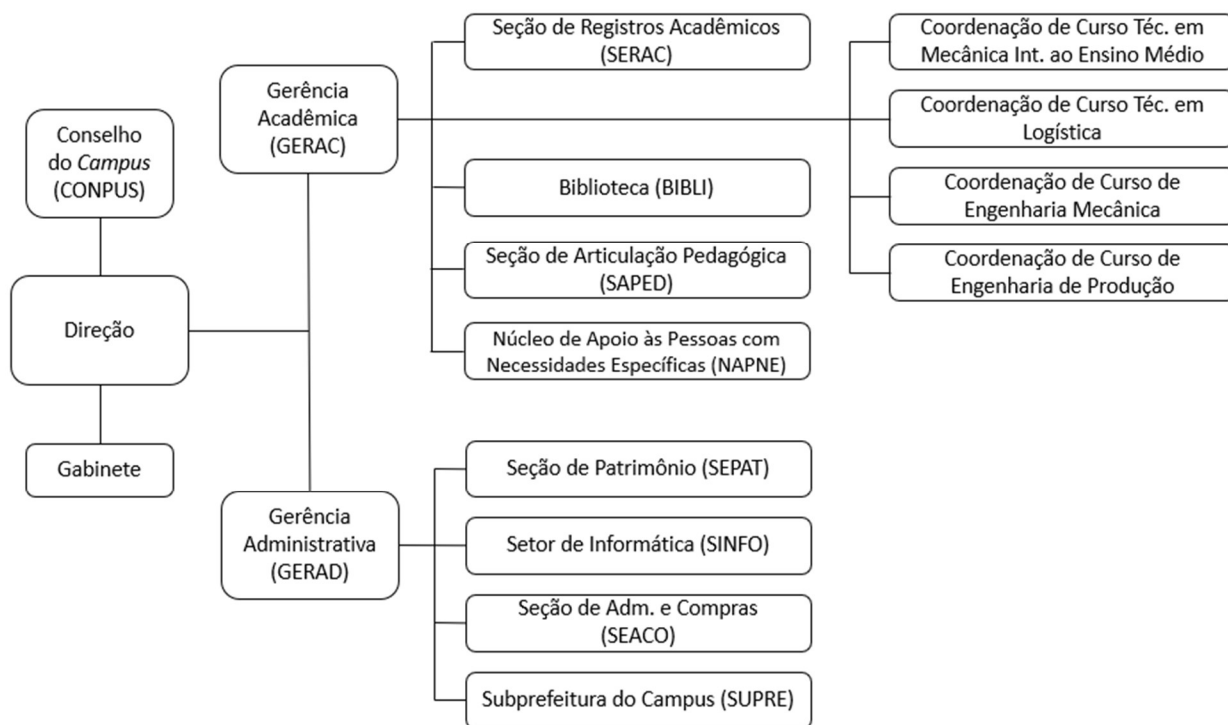 Conselho
do Campus
(CONPUS)
Direção
Gabinete
Gerência
Acadêmica
(GERAC)
Gerência
Administrativa
(GERAD)
Seção de Registros Acadêmicos
(SERAC)
Biblioteca (BIBLI)
Seção de Articulação Pedagógica
(SAPED)
Núcleo de Apoio às Pessoas com
Necessidades Específicas (NAPNE)
Seção de Patrimônio (SEPAT)
Setor de Informática (SINFO)
Seção de Adm. e Compras
(SEACO)
Subprefeitura do Campus (SUPRE)
Coordenação de Curso Téc. em
Mecânica Int. ao Ensino Médio
Coordenação de Curso Téc. em
Logística
Coordenação de Curso de
Engenharia Mecânica
Coordenação de Curso de
Engenharia de Produção